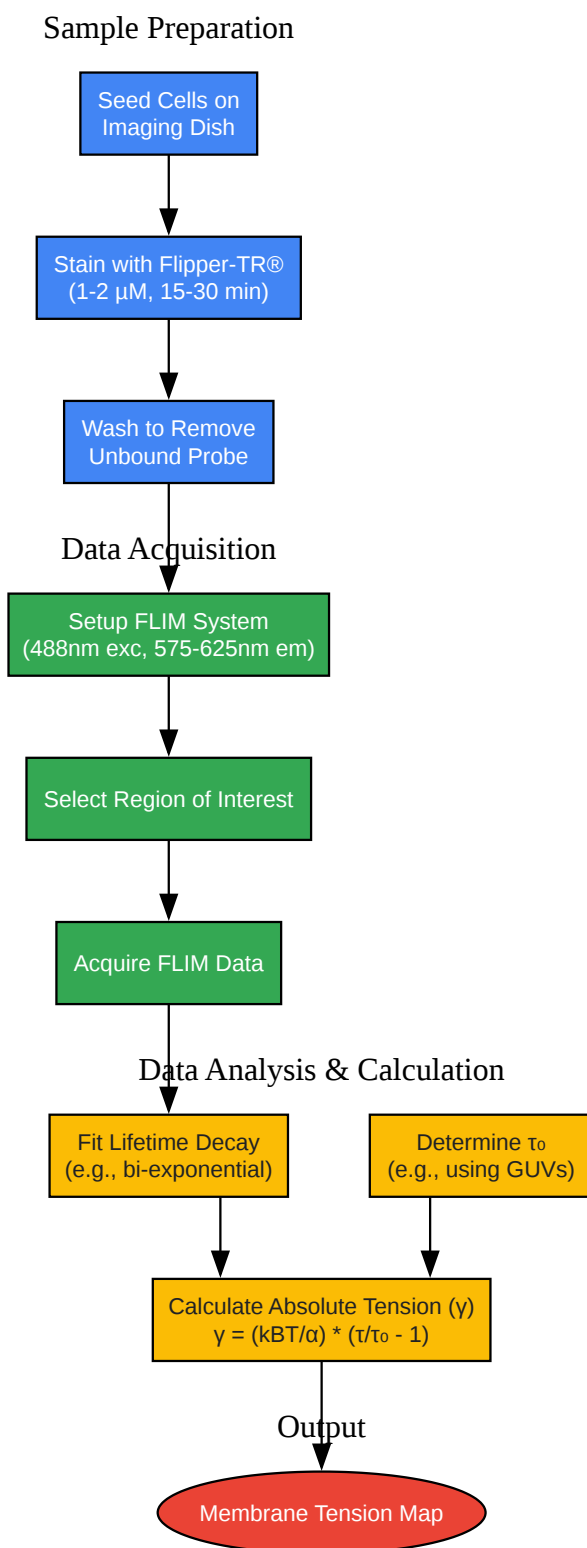 Sample Preparation
Seed Cells on
Imaging Dish
Stain with Flipper-TR®
(1-2 µM, 15-30 min)
Wash to Remove
Unbound Probe
Data Acquisition
Setup FLIM System
(488nm exc, 575-625nm em)
Select Region of Interest
Acquire FLIM Data
Data Analysis & Calculation
Fit Lifetime Decay
(e.g., bi-exponential)
Determine τ₀
(e.g., using GUVs)
Calculate Absolute Tension (γ)
γ = (kBT/α) * (τ/τ₀ - 1)
Output
Membrane Tension Map